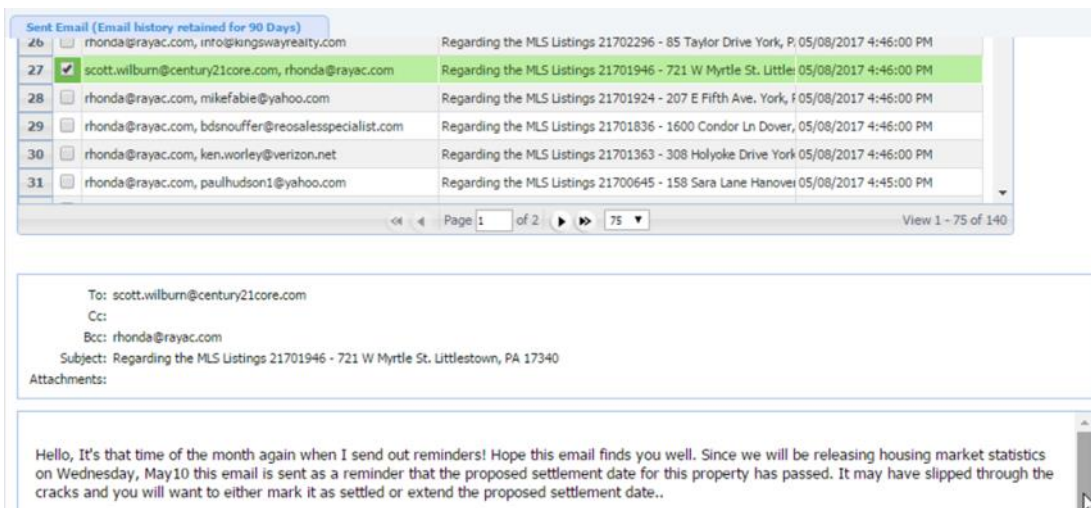 Sent Email (Email history retained for 90 Days)
26 rhonda@rayac.com, info@kingswayrealty.com Regarding the MLS Listings 21702296 - 85 Taylor Drive York, P. 05/08/2017 4:46:00 PM
27 scott.wilburn@century21core.com, rhonda@rayac.com Regarding the MLS Listings 21701946 - 721 W Myrtle St. Little: 05/08/2017 4:46:00 PM
28 rhonda@rayac.com, mikefabie@yahoo.com Regarding the MLS Listings 21701924 - 207 E Fifth Ave. York, F 05/08/2017 4:46:00 PM
29 rhonda@rayac.com, bdsnouffer@reosalesspecialist.com Regarding the MLS Listings 21701836 - 1600 Condor Ln Dover, 05/08/2017 4:46:00 PM
30 rhonda@rayac.com, ken.worley@verizon.net Regarding the MLS Listings 21701363 - 308 Holyoke Drive York 05/08/2017 4:46:00 PM
31 rhonda@rayac.com, paulhudson1@yahoo.com Regarding the MLS Listings 21700645 - 158 Sara Lane Hanover 05/08/2017 4:45:00 PM
Page 1 of 2 75 View 1 - 75 of 140
To: scott.wilburn@century21core.com
Cc:
Bcc: rhonda@rayac.com
Subject: Regarding the MLS Listings 21701946 - 721 W Myrtle St. Littlestown, PA 17340
Attachments:
Hello, It's that time of the month again when I send out reminders! Hope this email finds you well. Since we will be releasing housing market statistics
on Wednesday, May10 this email is sent as a reminder that the proposed settlement date for this property has passed. It may have slipped through the
cracks and you will want to either mark it as settled or extend the proposed settlement date..